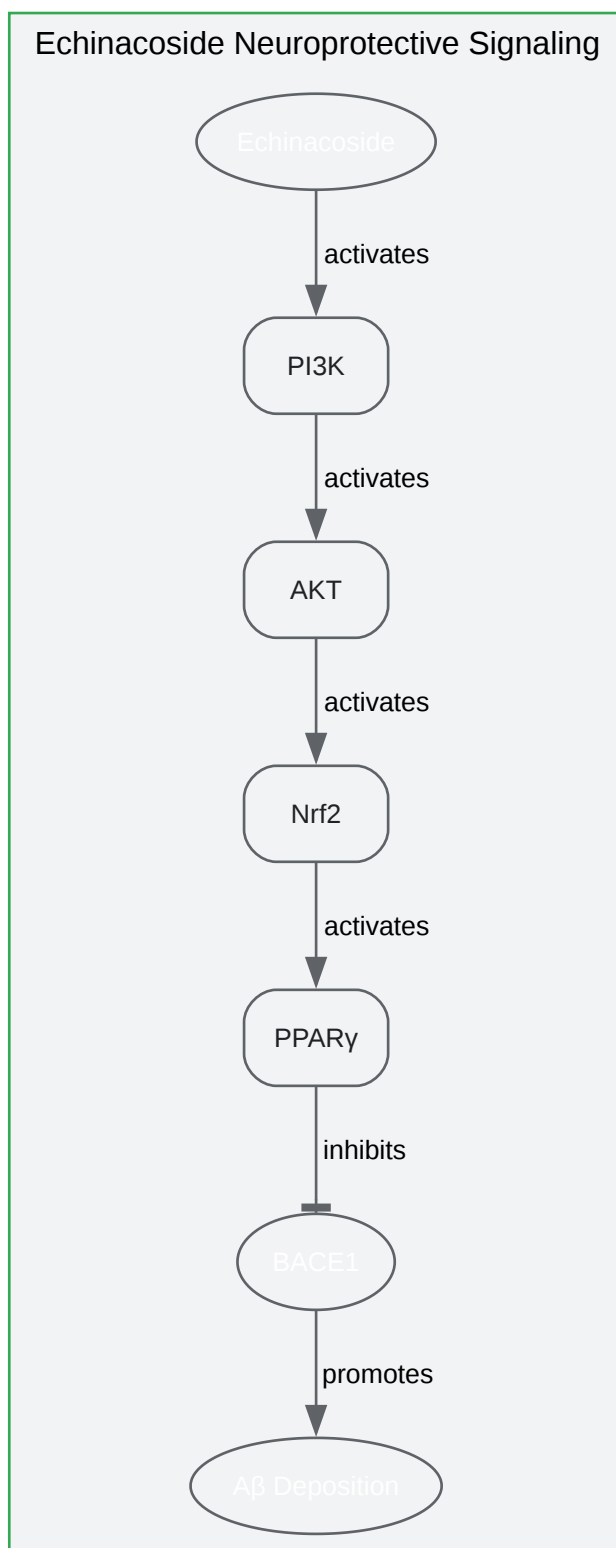 Echinacoside Neuroprotective Signaling
Echinacoside
activates
PI3K
activates
AKT
activates
Nrf2
activates
PPARγ
inhibits
BACE1
promotes
Aβ Deposition